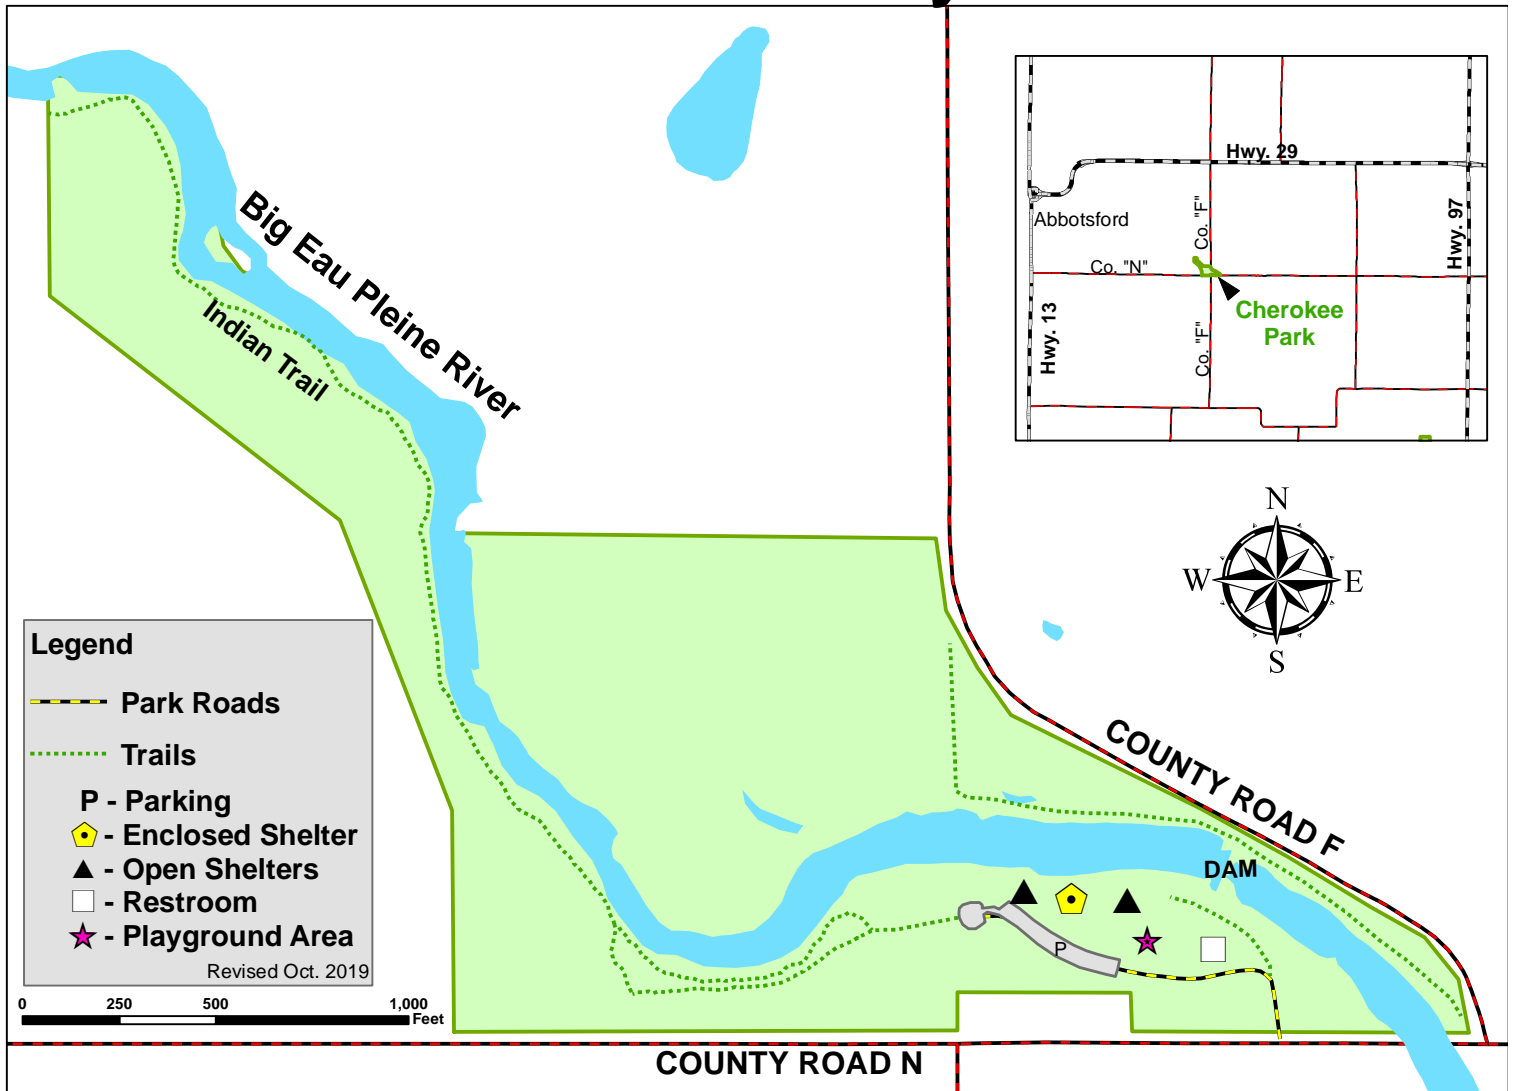 Hwy. 29
Abbotsford
Co. "F"
Hwy. 97
Co. "N"
Cherokee
Park
Hwy. 13
Co. "F"
Big Eau Pleine River
Indian Trail
N
W
E
S
Legend
Park Roads
Trails
P - Parking
- Enclosed Shelter
- Open Shelters
- Restroom
- Playground Area
Revised Oct. 2019
0 250 500 1,000
Feet
COUNTY ROAD F
DAM
P
COUNTY ROAD N